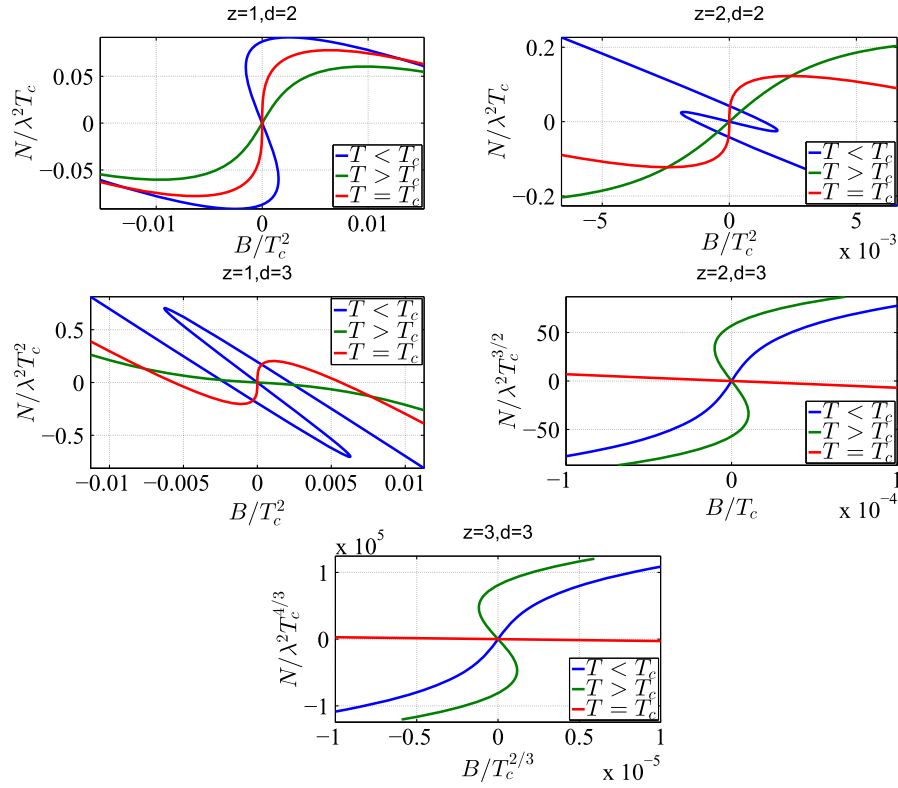 z=1,d=2
N/λ²T_c
0.05
0
−0.05
−0.01
0
0.01
B/T_c²
T < T_c
T > T_c
T = T_c
z=2,d=2
N/λ²T_c
0.2
0
−0.2
−5
0
5
x 10⁻³
B/T_c²
T < T_c
T > T_c
T = T_c
z=1,d=3
N/λ²T_c²
0.5
0
−0.5
−0.01
−0.005
0
0.005
0.01
B/T_c²
T < T_c
T > T_c
T = T_c
z=2,d=3
N/λ²T_c^{3/2}
50
0
−50
−1
0
1
x 10⁻⁴
B/T_c
T < T_c
T > T_c
T = T_c
z=3,d=3
x 10⁵
N/λ²T_c^{4/3}
1
0
−1
−1
−0.5
0
0.5
1
x 10⁻⁵
B/T_c^{2/3}
T < T_c
T > T_c
T = T_c